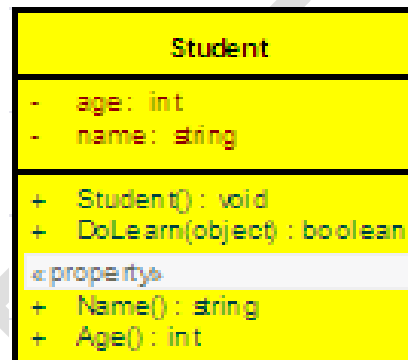 Student
- age: int
- name: string
+ Student() : void
+ DoLearn(object) : boolean
«property»
+ Name() : string
+ Age() : int